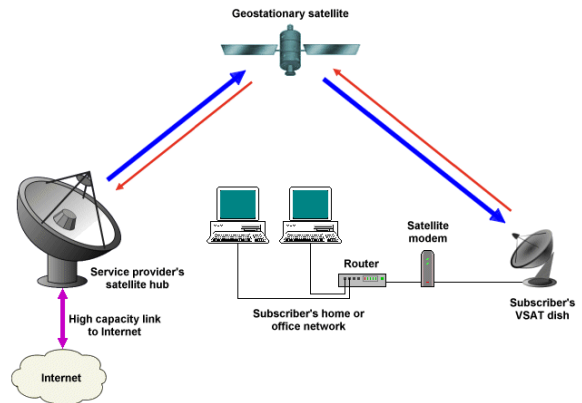 Geostationary satellite
Service provider's
satellite hub
High capacity link
to Internet
Internet
Router
Satellite
modem
Subscriber's home or
office network
Subscriber's
VSAT dish